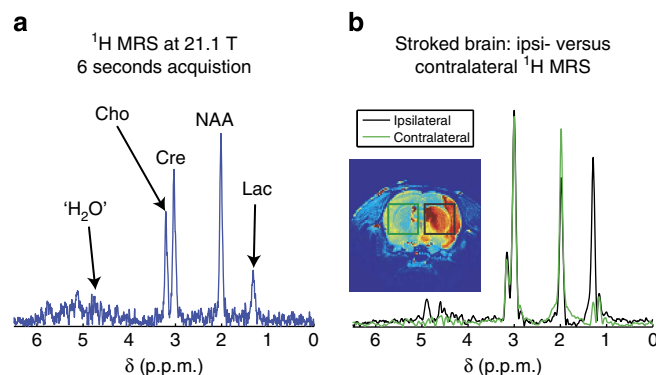 a
¹H MRS at 21.1 T
6 seconds acquistion
Cho
Cre
NAA
'H₂O'
Lac
6 5 4 3 2 1 0
δ (p.p.m.)
b
Stroked brain: ipsi- versus
contralateral ¹H MRS
Ipsilateral
Contralateral
6 5 4 3 2 1 0
δ (p.p.m.)